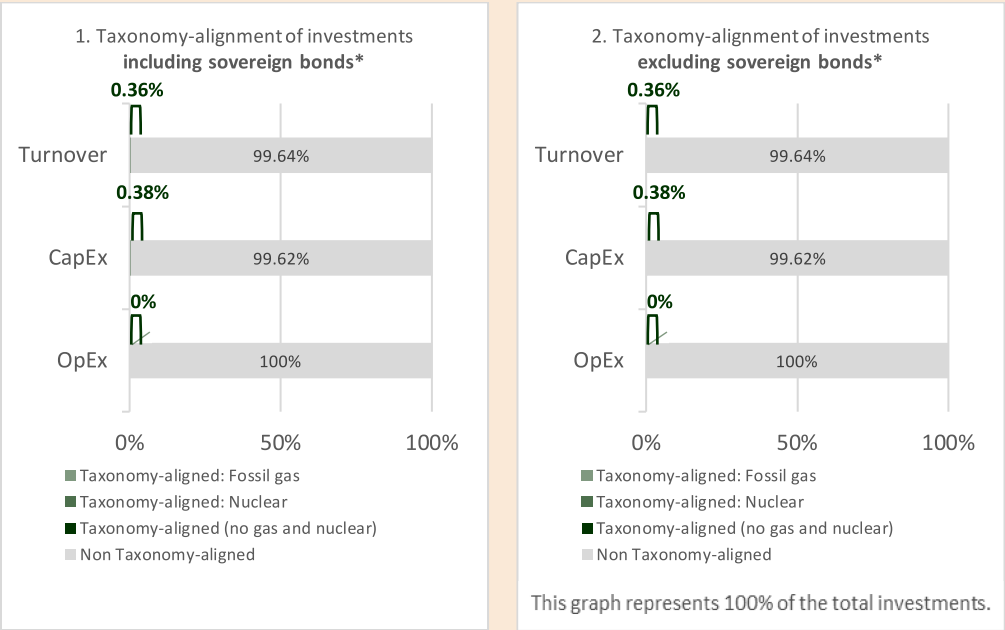 1. Taxonomy-alignment of investments
including sovereign bonds*
0.36%
Turnover
99.64%
0.38%
CapEx
99.62%
0%
OpEx
100%
0% 50% 100%
Taxonomy-aligned: Fossil gas
Taxonomy-aligned: Nuclear
Taxonomy-aligned (no gas and nuclear)
Non Taxonomy-aligned
2. Taxonomy-alignment of investments
excluding sovereign bonds*
0.36%
Turnover
99.64%
0.38%
CapEx
99.62%
0%
OpEx
100%
0% 50% 100%
Taxonomy-aligned: Fossil gas
Taxonomy-aligned: Nuclear
Taxonomy-aligned (no gas and nuclear)
Non Taxonomy-aligned
This graph represents 100% of the total investments.